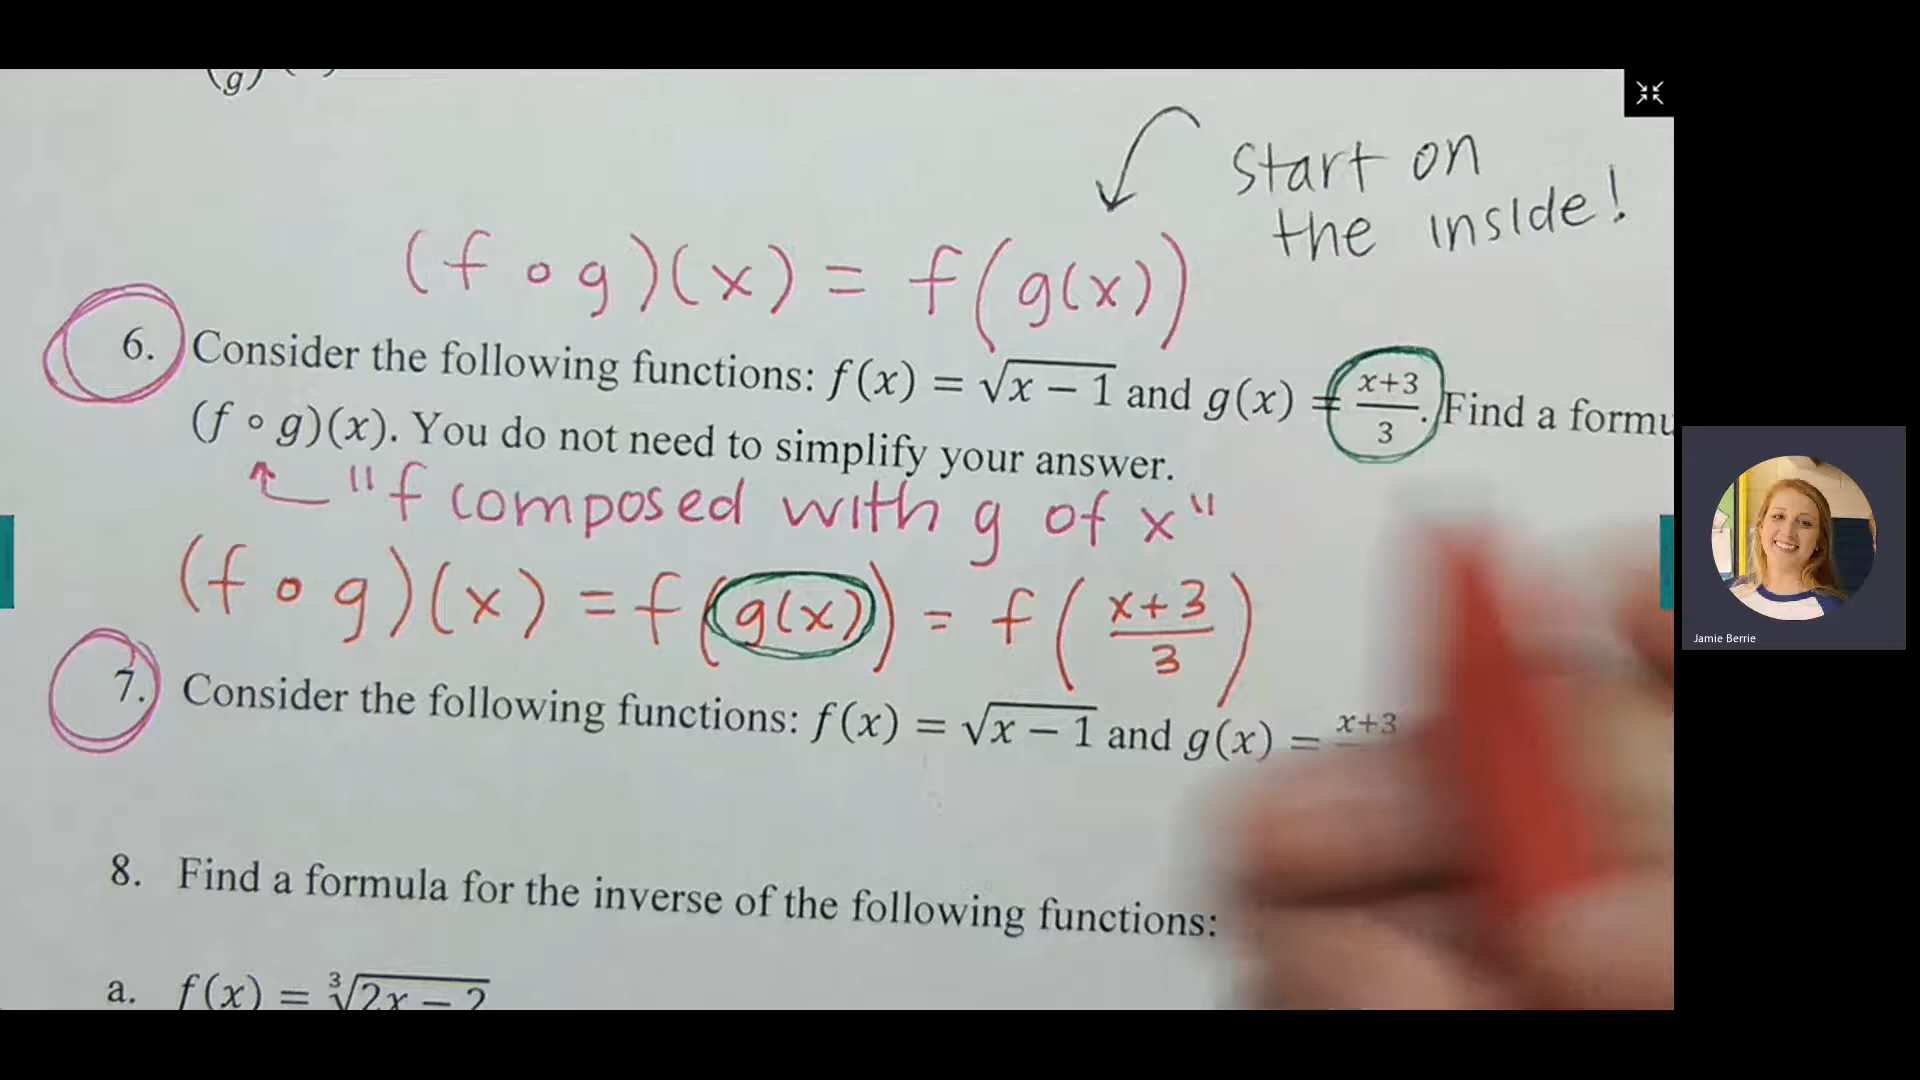 (g)
start on
the inside!
(f ∘ g)(x) = f(g(x))
6. Consider the following functions: f(x) = √(x − 1) and g(x) = (x+3)/3. Find a formu
(f ∘ g)(x). You do not need to simplify your answer.
"f composed with g of x"
(f ∘ g)(x) = f(g(x)) = f((x+3)/3)
7. Consider the following functions: f(x) = √(x − 1) and g(x) = x+3
8. Find a formula for the inverse of the following functions:
a. f(x) = ∛(2x − 2)
Jamie Berrie